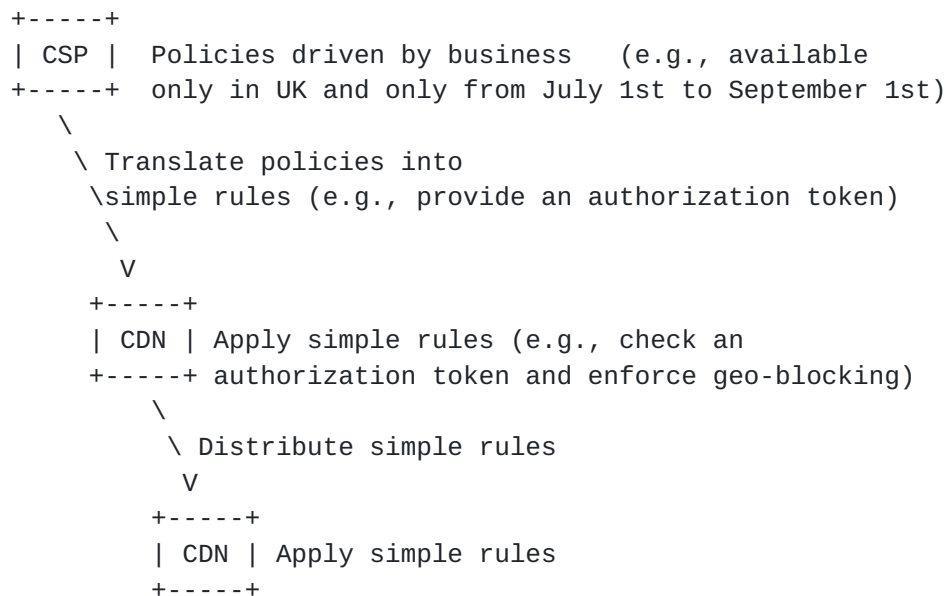 +-----+
| CSP |  Policies driven by business   (e.g., available
+-----+  only in UK and only from July 1st to September 1st)
   \
    \ Translate policies into
     \simple rules (e.g., provide an authorization token)
      \
       V
     +-----+
     | CDN | Apply simple rules (e.g., check an
     +-----+ authorization token and enforce geo-blocking)
         \
          \ Distribute simple rules
           V
         +-----+
         | CDN | Apply simple rules
         +-----+